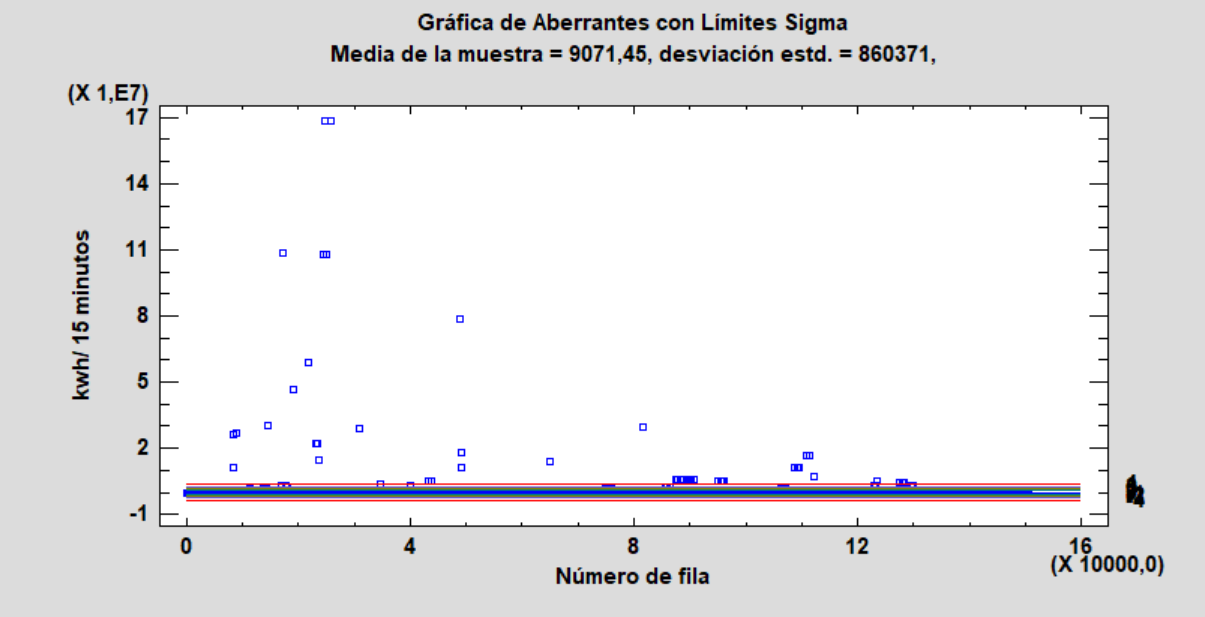 Gráfica de Aberrantes con Límites Sigma
Media de la muestra = 9071,45, desviación estd. = 860371,
(X 1,E7)
17
14
11
8
5
2
-1
kwh/ 15 minutos
0 4 8 12 16
(X 10000,0)
Número de fila